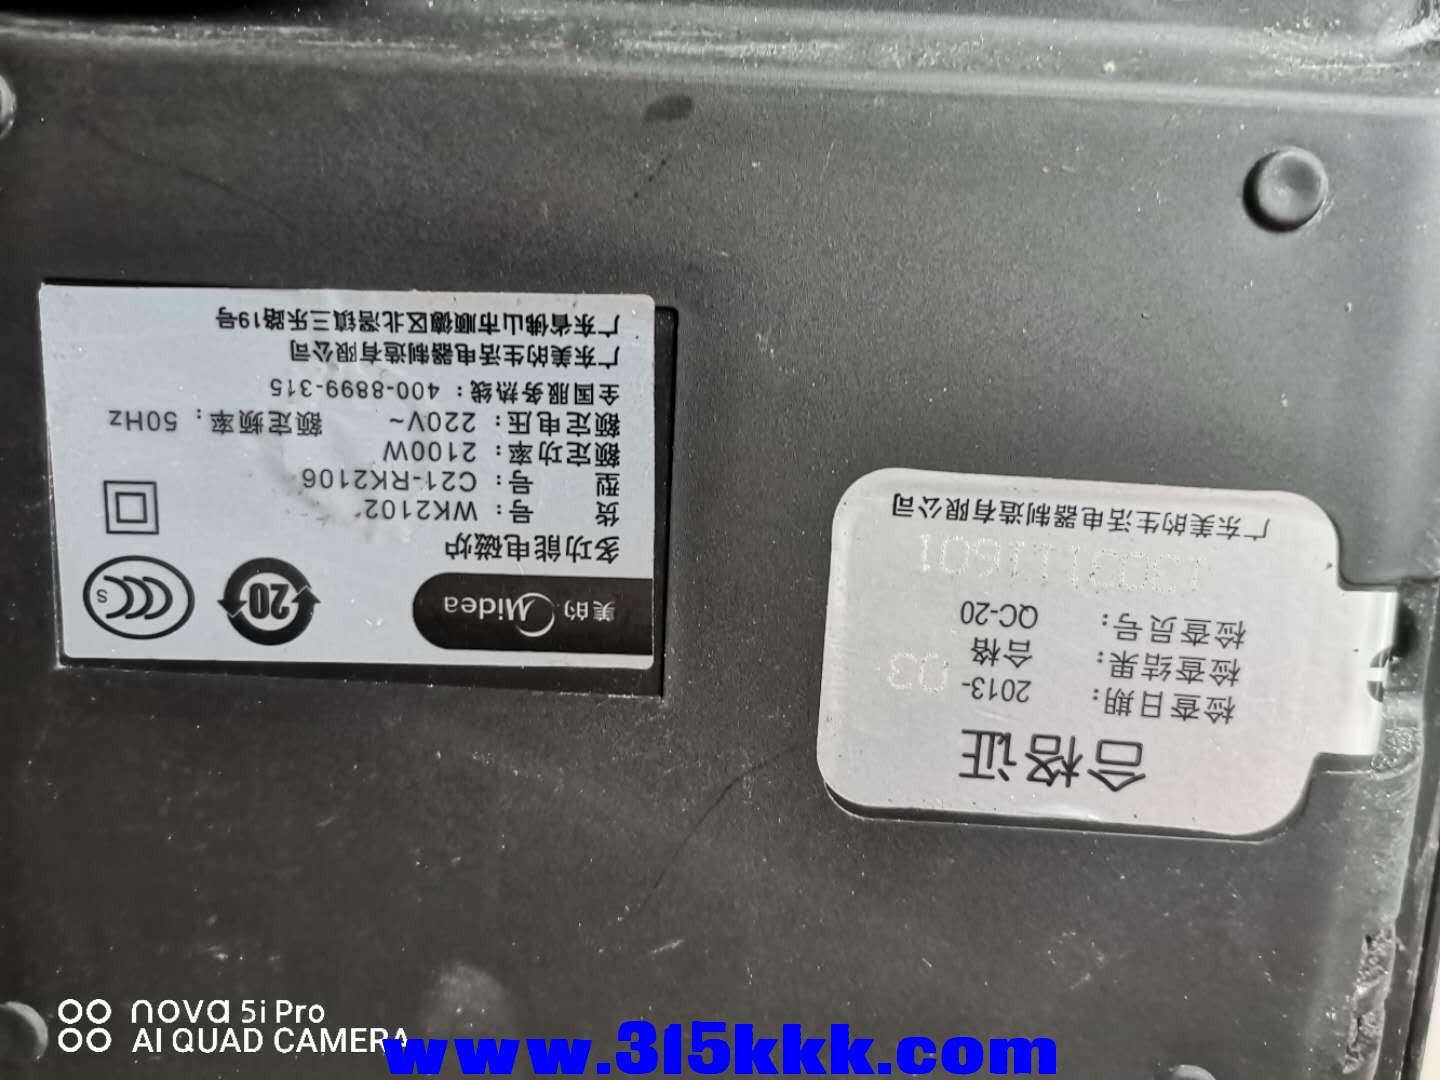 美的 Midea
20
S
多功能电磁炉
货 号：WK2102
型 号：C21-RK2106
额定功率：2100W
额定电压：220V~ 额定频率：50Hz
全国服务热线：400-8899-315
广东美的生活电器制造有限公司
广东省佛山市顺德区北滘镇三乐路19号
合格证
检查日期：2013- 03
检查结果：合格
检查员号：QC-20
1303111601
广东美的生活电器制造有限公司
nova 5i Pro
AI QUAD CAMERA
www.315kkk.com